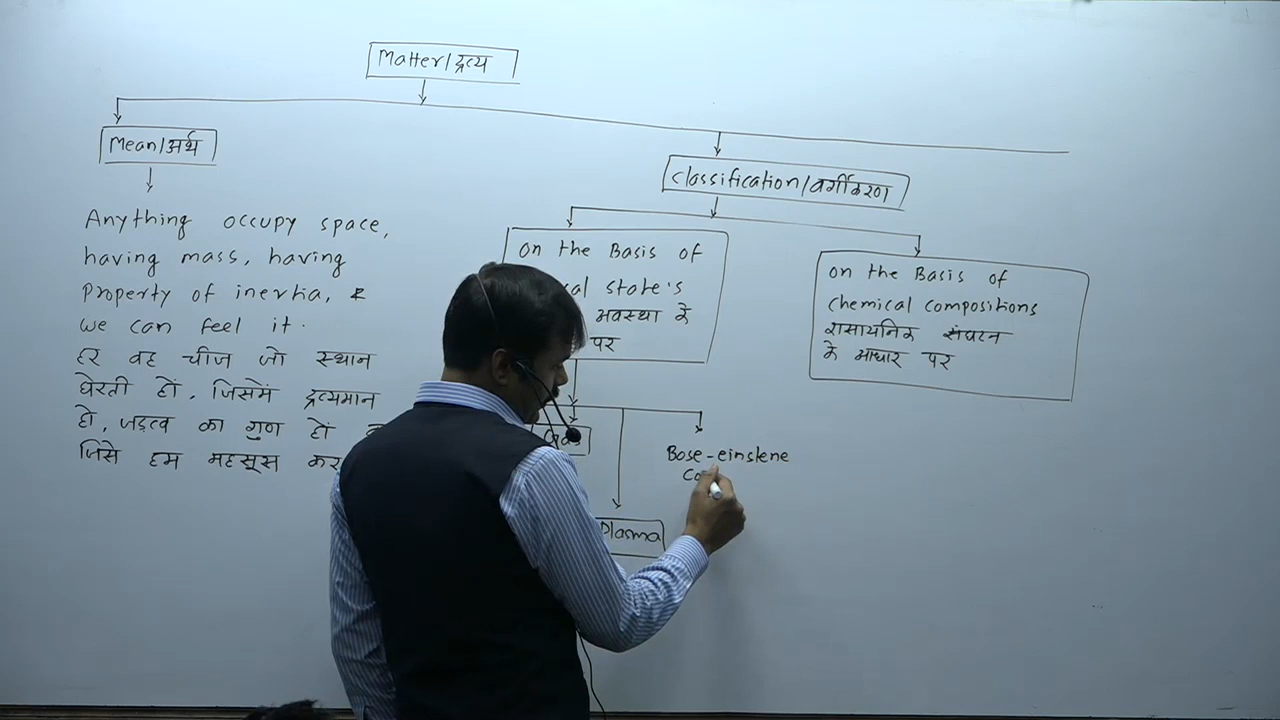 Matter/द्रव्य
Mean/अर्थ
Anything occupy space,
having mass, having
Property of inertia, &
we can feel it.
हर वह चीज जो स्थान
घेरती हो, जिसमें द्रव्यमान
हो, जड़त्व का गुण हो
जिसे हम महसूस कर
Classification/वर्गीकरण
on the Basis of
state's
अवस्था के
पर
on the Basis of
chemical compositions
रासायनिक संघटन
के आधार पर
Gas
Plasma
Bose-einstene